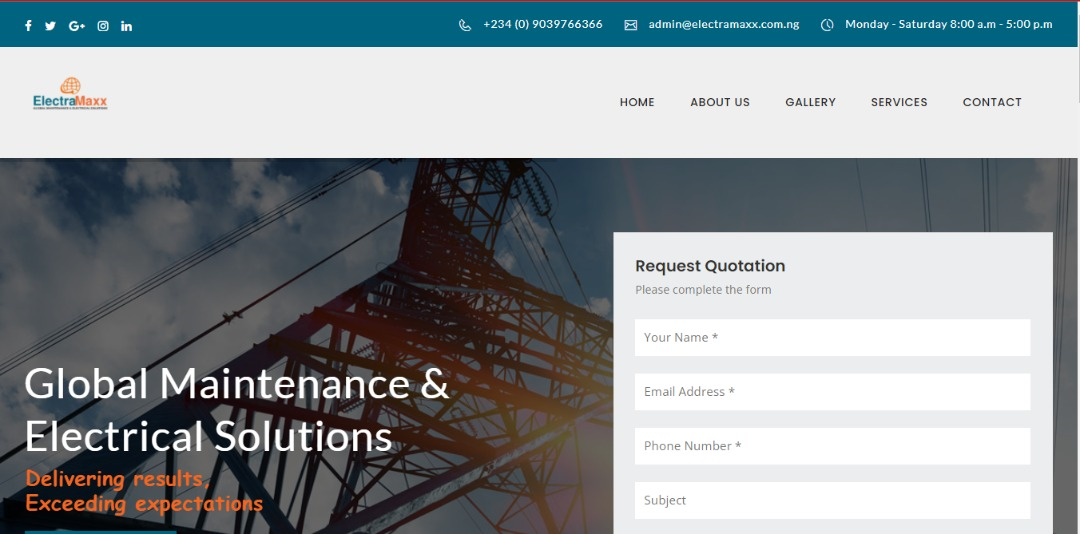 +234 (0) 9039766366
admin@electramaxx.com.ng
Monday - Saturday 8:00 a.m - 5:00 p.m
ElectraMaxx
HOME
ABOUT US
GALLERY
SERVICES
CONTACT
Global Maintenance &
Electrical Solutions
Delivering results,
Exceeding expectations
Request Quotation
Please complete the form
Your Name *
Email Address *
Phone Number *
Subject